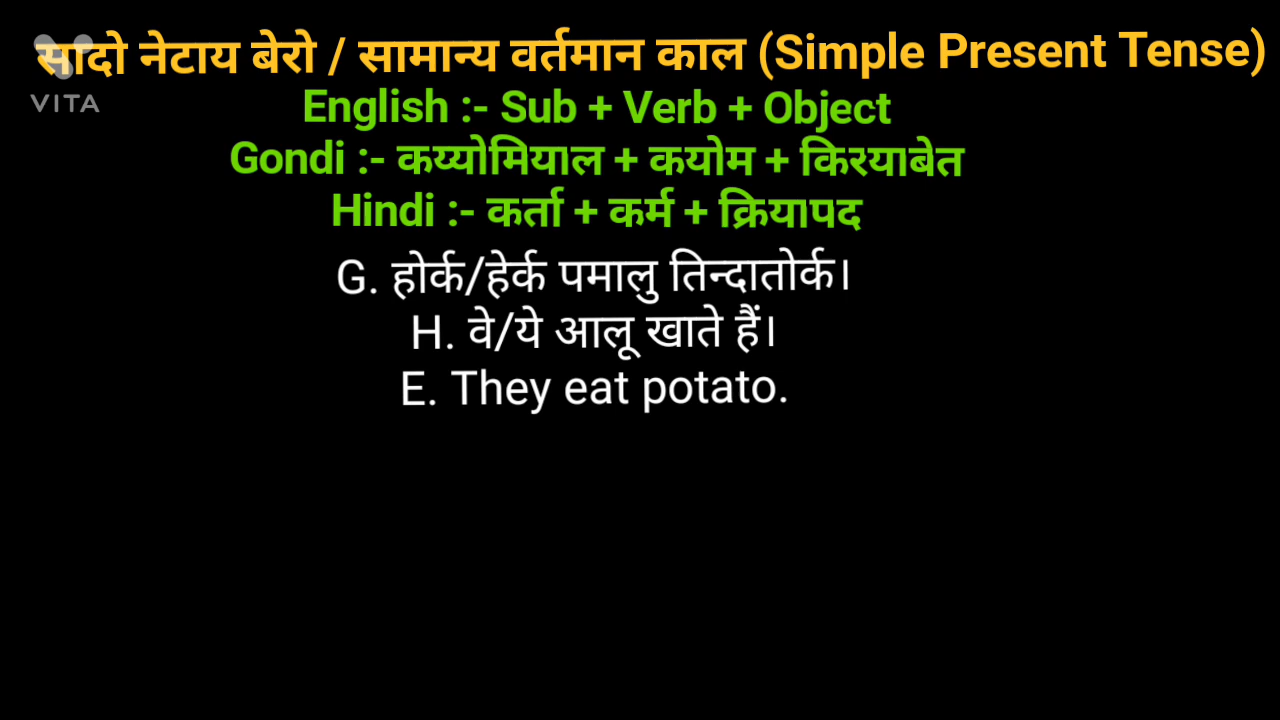 सादो नेटाय बेरो / सामान्य वर्तमान काल (Simple Present Tense)
VITA
English :- Sub + Verb + Object
Gondi :- कय्योमियाल + कयोम + किरयाबेत
Hindi :- कर्ता + कर्म + क्रियापद
G. होर्क/हेर्क पमालु तिन्दातोर्क।
H. वे/ये आलू खाते हैं।
E. They eat potato.